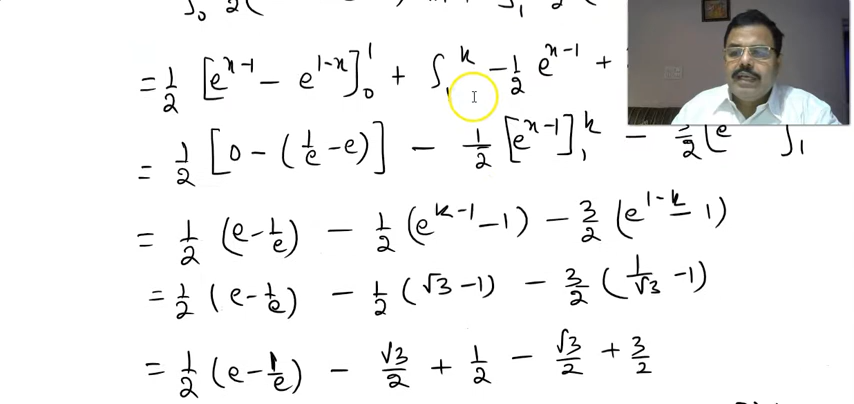 = 1/2 [e^{x-1} - e^{1-x}]_0^1 + ∫_1^k -1/2 e^{x-1} +
= 1/2 [0 - (1/e - e)] - 1/2 [e^{x-1}]_1^k - 3/2 [e ]_1
= 1/2 (e - 1/e) - 1/2 (e^{k-1} - 1) - 3/2 (e^{1-k} - 1)
= 1/2 (e - 1/e) - 1/2 (√3 - 1) - 3/2 (1/√3 - 1)
= 1/2 (e - 1/e) - √3/2 + 1/2 - √3/2 + 3/2